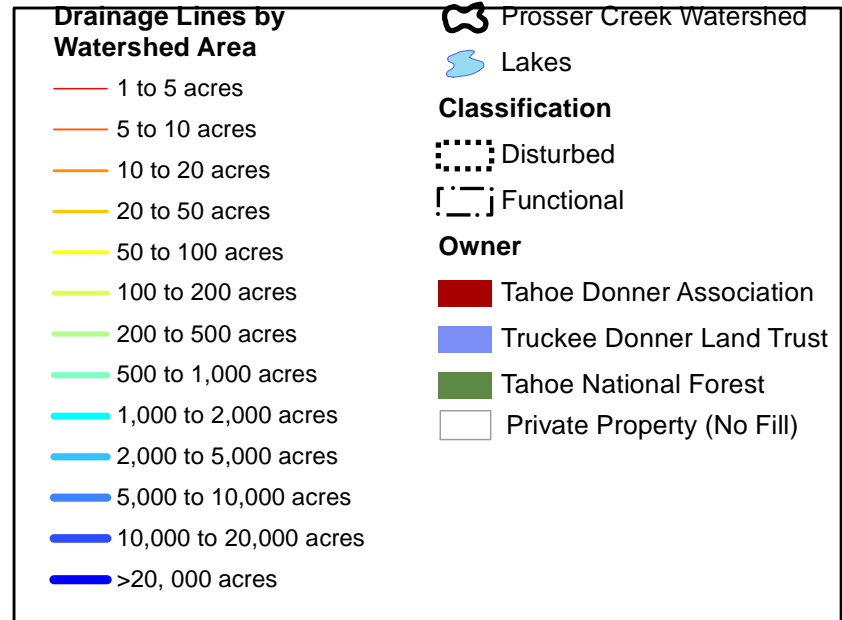 Drainage Lines by
Watershed Area
1 to 5 acres
5 to 10 acres
10 to 20 acres
20 to 50 acres
50 to 100 acres
100 to 200 acres
200 to 500 acres
500 to 1,000 acres
1,000 to 2,000 acres
2,000 to 5,000 acres
5,000 to 10,000 acres
10,000 to 20,000 acres
>20, 000 acres
Prosser Creek Watershed
Lakes
Classification
Disturbed
Functional
Owner
Tahoe Donner Association
Truckee Donner Land Trust
Tahoe National Forest
Private Property (No Fill)